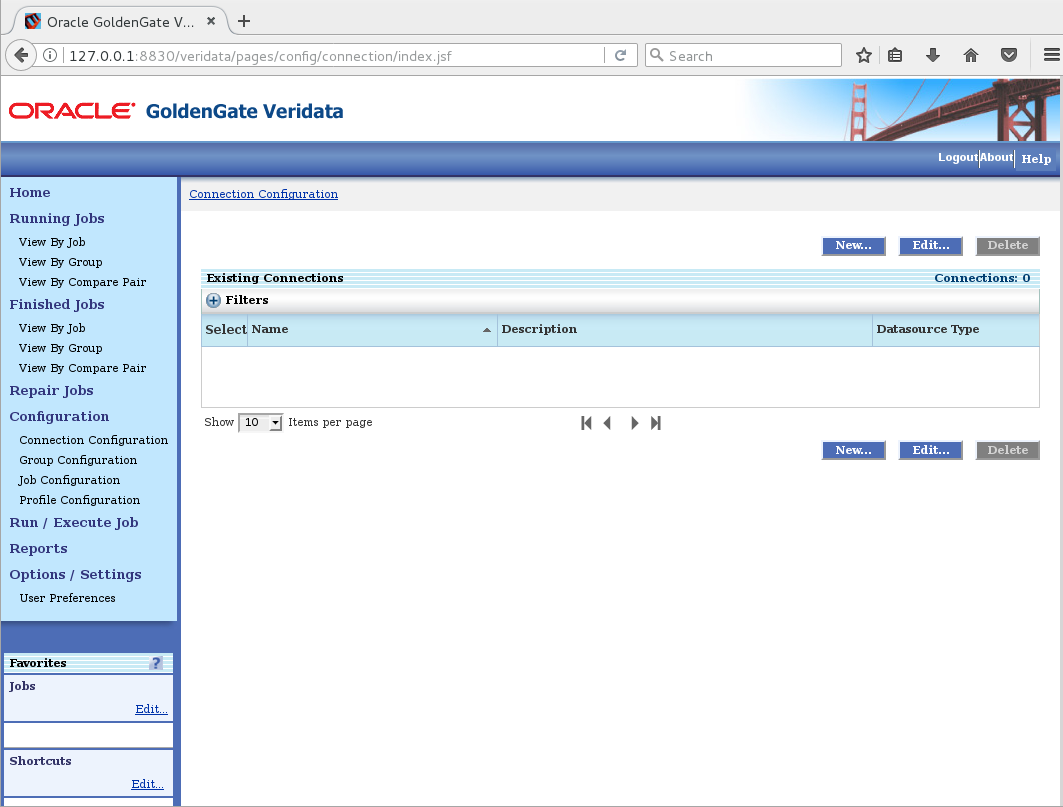 Oracle GoldenGate V...
127.0.0.1:8830/veridata/pages/config/connection/index.jsf
Search
ORACLE GoldenGate Veridata
Logout About Help
Home
Running Jobs
View By Job
View By Group
View By Compare Pair
Finished Jobs
View By Job
View By Group
View By Compare Pair
Repair Jobs
Configuration
Connection Configuration
Group Configuration
Job Configuration
Profile Configuration
Run / Execute Job
Reports
Options / Settings
User Preferences
Favorites ?
Jobs
Edit...
Shortcuts
Edit...
Connection Configuration
New... Edit... Delete
Existing Connections Connections: 0
Filters
Select Name Description Datasource Type
Show 10 Items per page
New... Edit... Delete